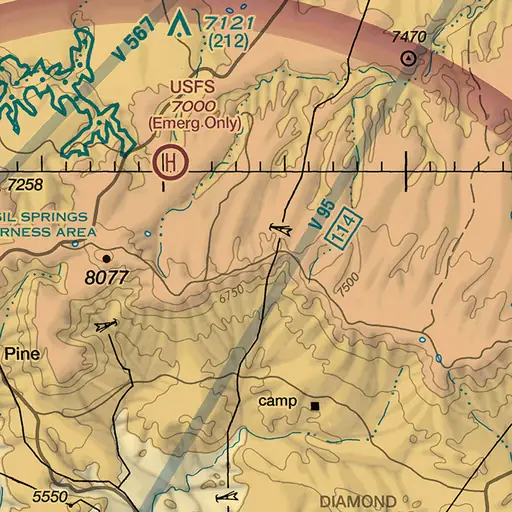 V 567
7121
(212)
7470
USFS
7000
(Emerg Only)
H
7258
SIL SPRINGS
ERNESS AREA
V 95
114
8077
6750
7500
Pine
camp
5550
DIAMOND